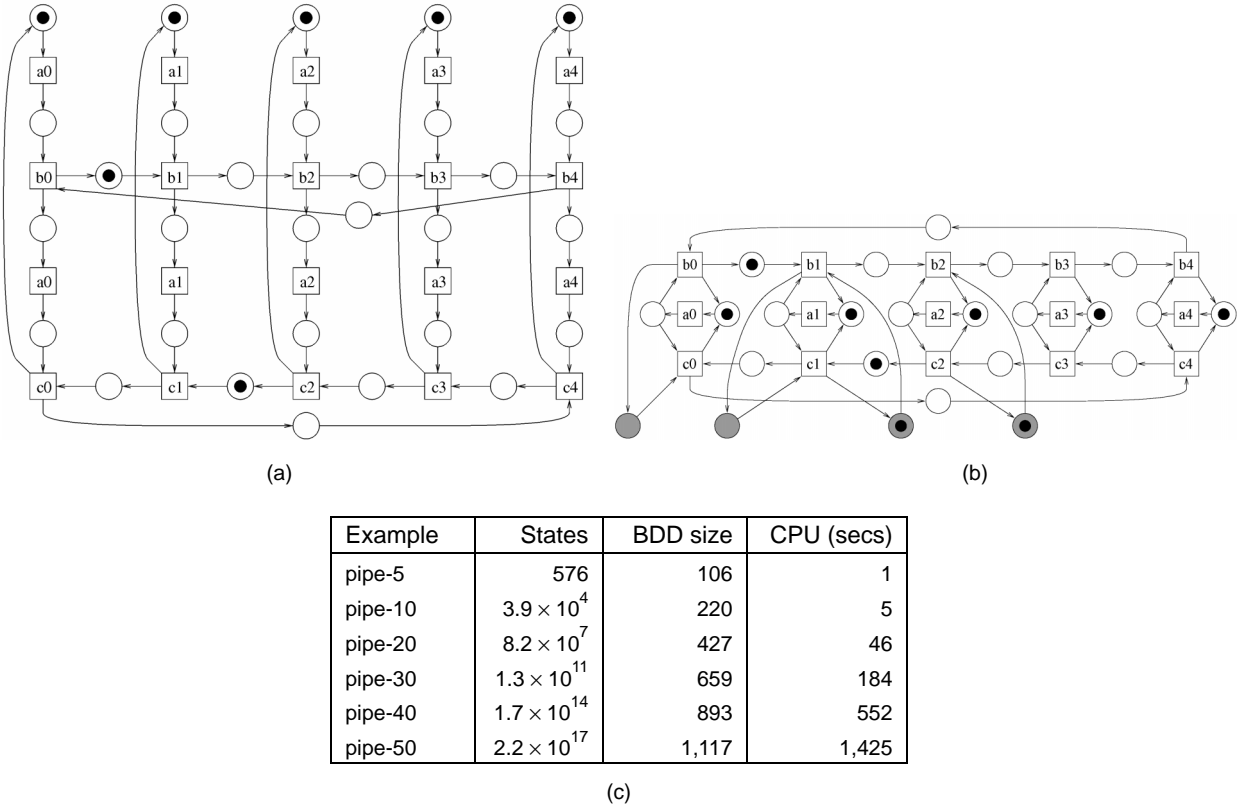 a0 a1 a2 a3 a4
b0 b1 b2 b3 b4
a0 a1 a2 a3 a4
c0 c1 c2 c3 c4
(a)
b0 b1 b2 b3 b4
a0 a1 a2 a3 a4
c0 c1 c2 c3 c4
(b)
Example States BDD size CPU (secs)
pipe-5 576 106 1
pipe-10 3.9 × 10^4 220 5
pipe-20 8.2 × 10^7 427 46
pipe-30 1.3 × 10^11 659 184
pipe-40 1.7 × 10^14 893 552
pipe-50 2.2 × 10^17 1,117 1,425
(c)